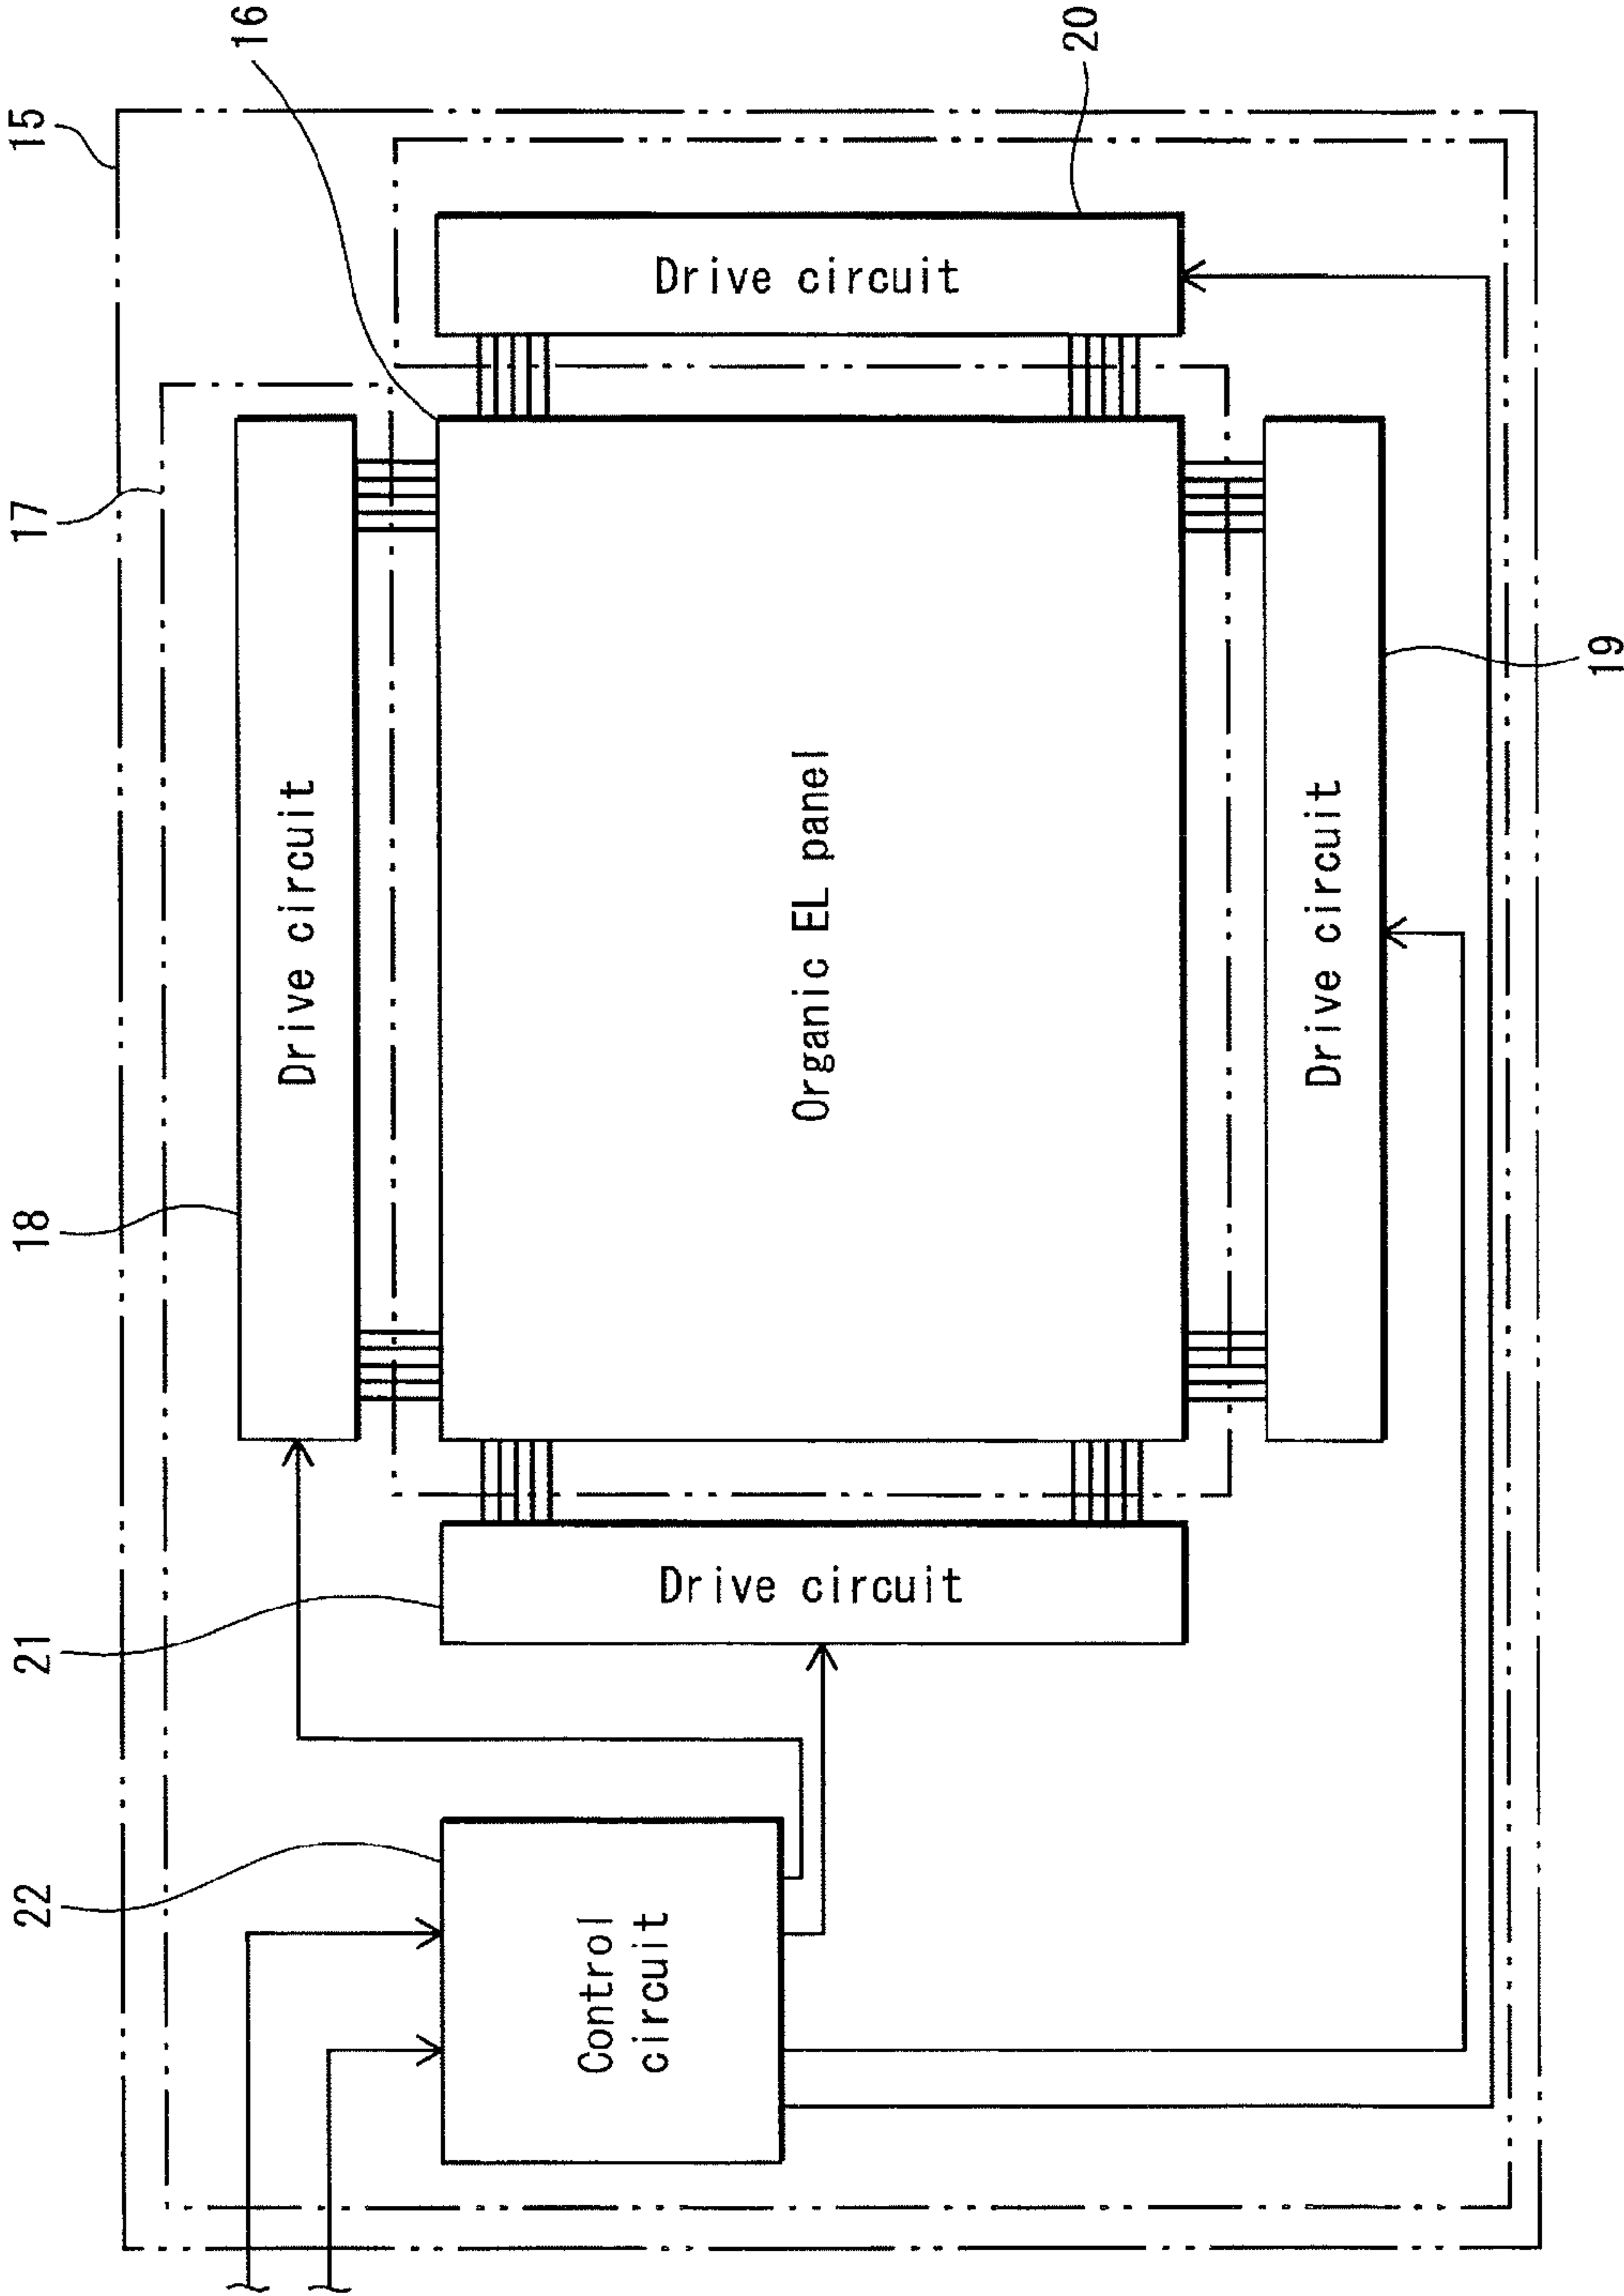 22
21
18
17
15
16
Drive circuit
Control
circuit
Drive circuit
Organic EL panel
Drive circuit
20
Drive circuit
19